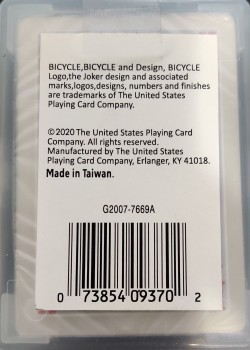 BICYCLE,BICYCLE and Design, BICYCLE
Logo,the Joker design and associated
marks,logos,designs, numbers and finishes
are trademarks of The United States
Playing Card Company.
©2020 The United States Playing Card
Company. All rights reserved.
Manufactured by The United States
Playing Card Company, Erlanger, KY 41018.
Made in Taiwan.
G2007-7669A
0 73854 09370 2